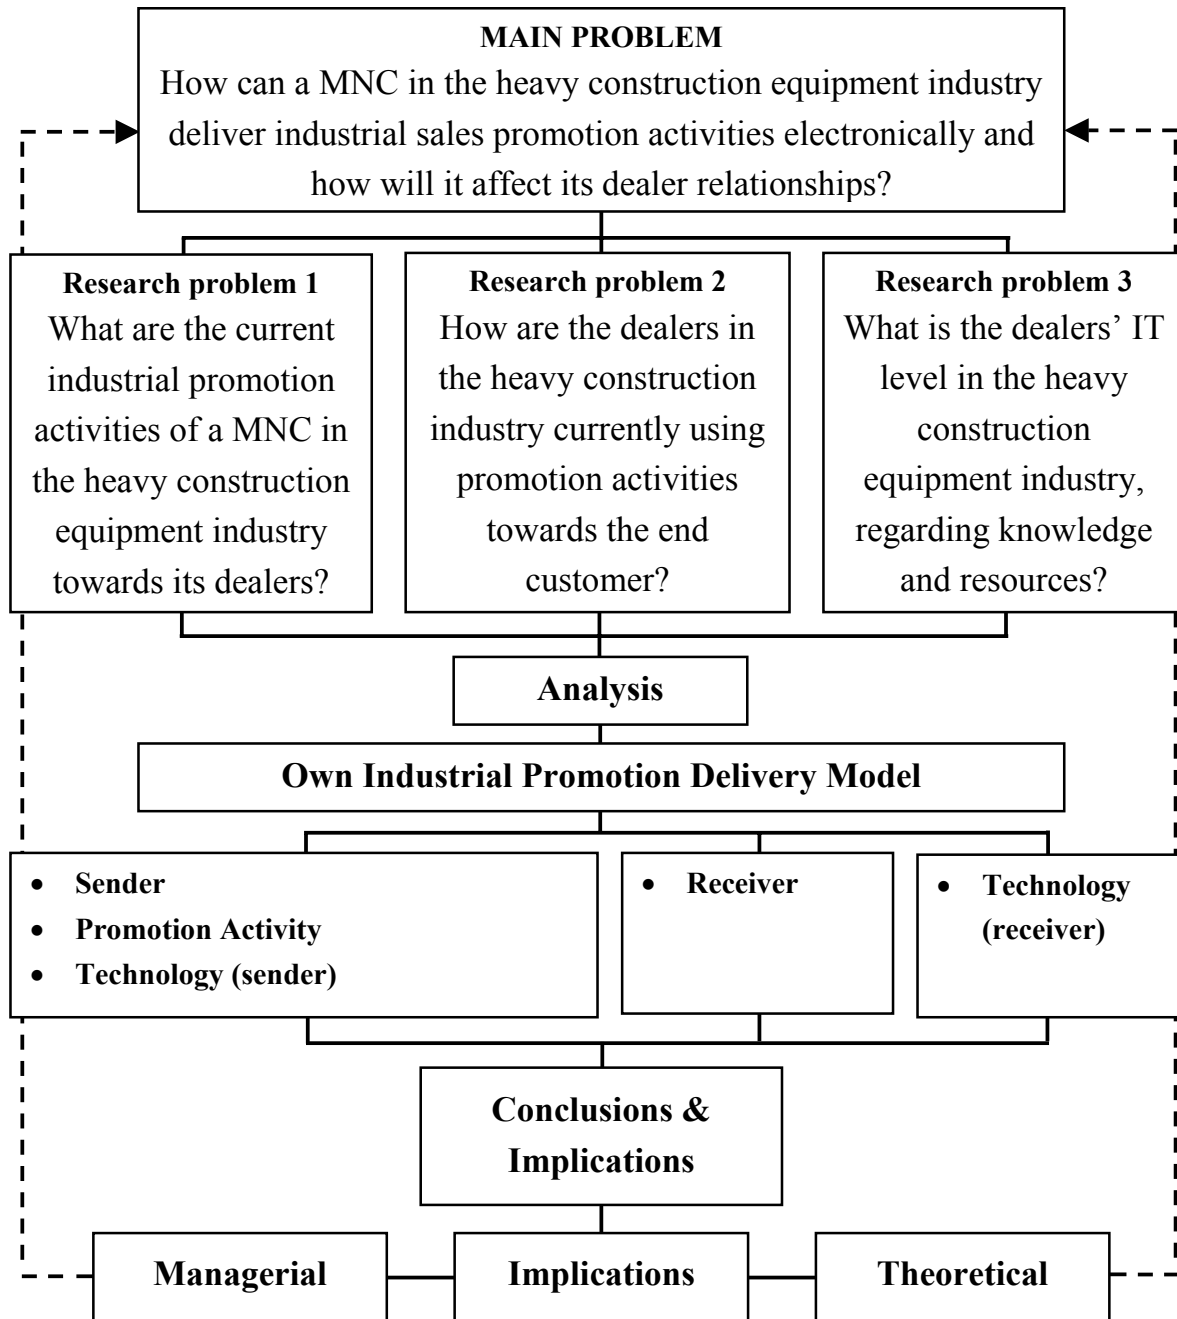 MAIN PROBLEM
How can a MNC in the heavy construction equipment industry
deliver industrial sales promotion activities electronically and
how will it affect its dealer relationships?
Research problem 1
What are the current
industrial promotion
activities of a MNC in
the heavy construction
equipment industry
towards its dealers?
Research problem 2
How are the dealers in
the heavy construction
industry currently using
promotion activities
towards the end
customer?
Research problem 3
What is the dealers’ IT
level in the heavy
construction
equipment industry,
regarding knowledge
and resources?
Analysis
Own Industrial Promotion Delivery Model
• Sender
• Promotion Activity
• Technology (sender)
• Receiver
• Technology
(receiver)
Conclusions &
Implications
Managerial
Implications
Theoretical